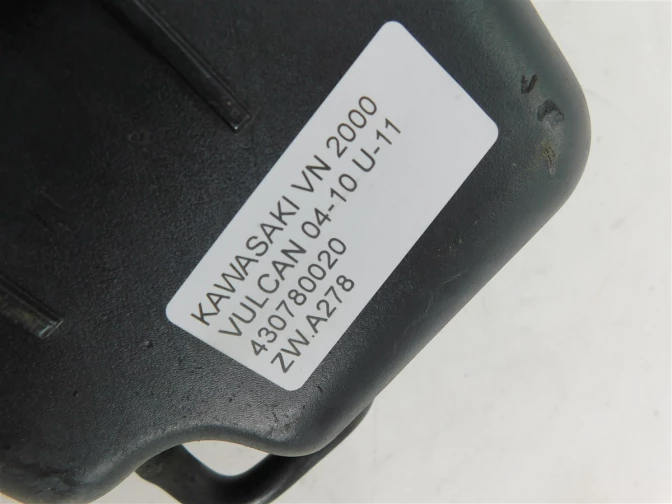 KAWASAKI VN 2000
VULCAN 04-10 U-11
430780020
ZW.A278